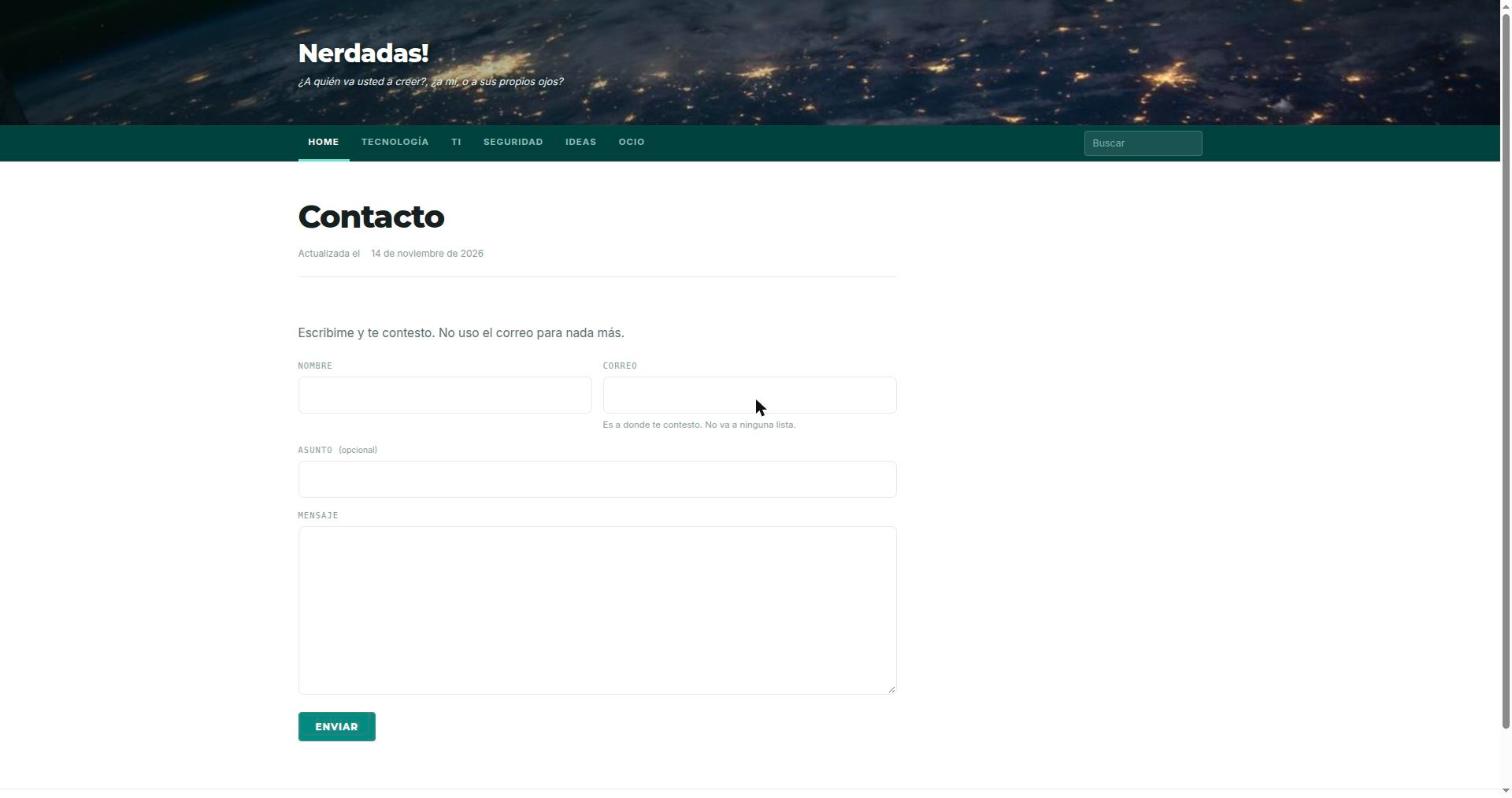 Nerdadas!
¿A quién va usted a creer?, ¿a mí, o a sus propios ojos?
HOME TECNOLOGÍA TI SEGURIDAD IDEAS OCIO Buscar
Contacto
Actualizada el 14 de noviembre de 2026
Escribime y te contesto. No uso el correo para nada más.
NOMBRE CORREO
Es a donde te contesto. No va a ninguna lista.
ASUNTO (opcional)
MENSAJE
ENVIAR